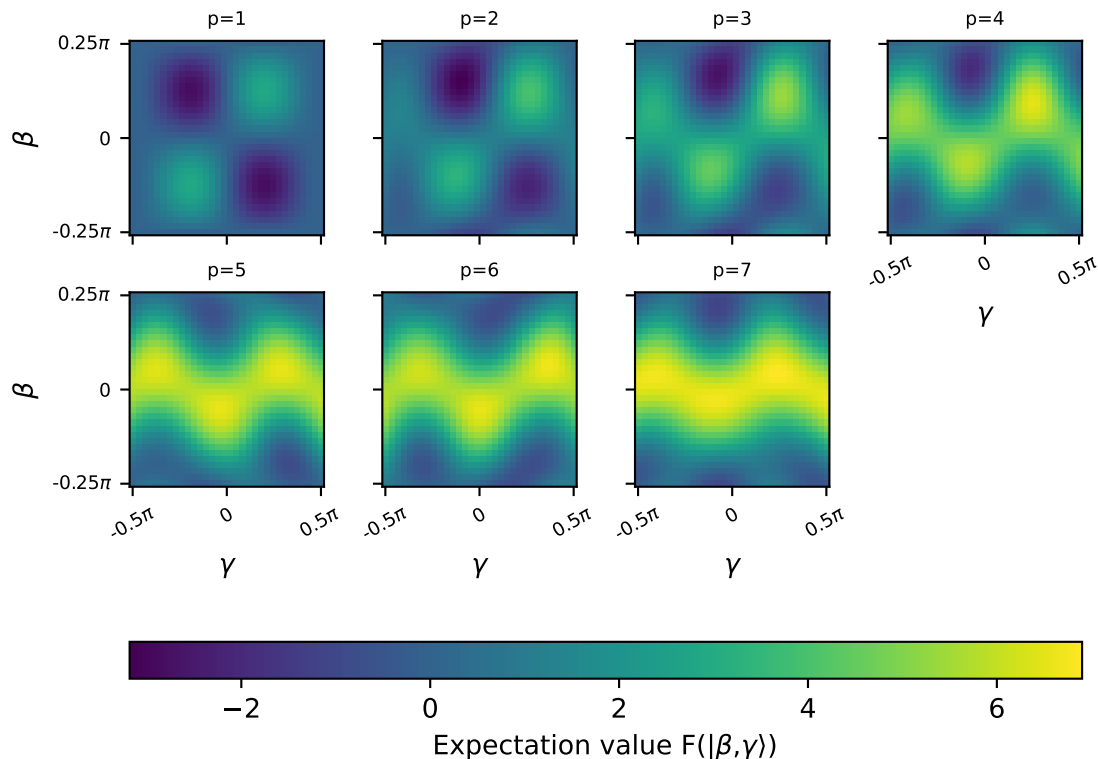 p=1 p=2 p=3 p=4
0.25π
β
0
-0.25π
-0.5π 0 0.5π
γ
p=5 p=6 p=7
0.25π
β
0
-0.25π
-0.5π 0 0.5π -0.5π 0 0.5π -0.5π 0 0.5π
γ γ γ
−2 0 2 4 6
Expectation value F(|β,γ⟩)